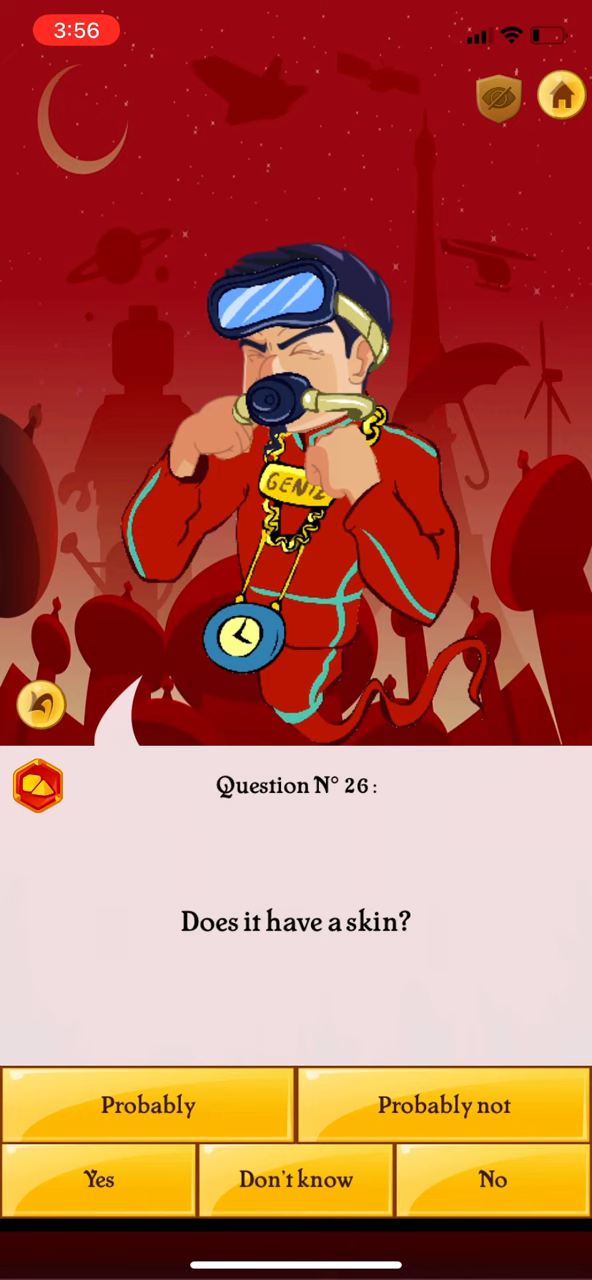 3:56
GENIE
Question N° 26 :
Does it have a skin?
Probably
Probably not
Yes
Don't know
No